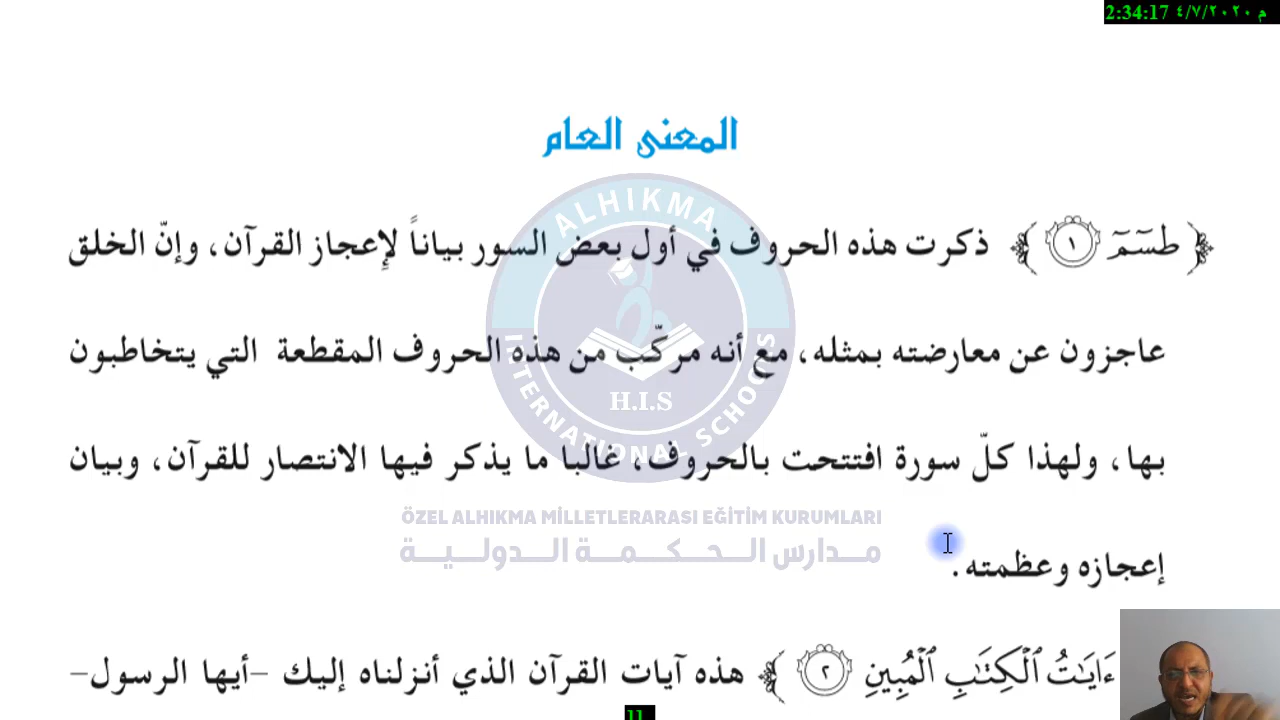 2:34:17 ٤/٧/٢٠٢٠ م
المعنى العام
﴿طسٓمٓ ١﴾ ذكرت هذه الحروف في أول بعض السور بياناً لإعجاز القرآن، وإنّ الخلق
عاجزون عن معارضته بمثله، مع أنه مركّب من هذه الحروف المقطعة التي يتخاطبون
بها، ولهذا كلّ سورة افتتحت بالحروف، غالبا ما يذكر فيها الانتصار للقرآن، وبيان
إعجازه وعظمته.
ءَايَٰتُ ٱلْكِتَٰبِ ٱلْمُبِينِ ٢﴾ هذه آيات القرآن الذي أنزلناه إليك –أيها الرسول–
ALHIKMA
INTERNATIONAL SCHOOLS
H.I.S
ÖZEL ALHIKMA MİLLETLERARASI EĞİTİM KURUMLARI
مدارس الحكمة الدولية
11